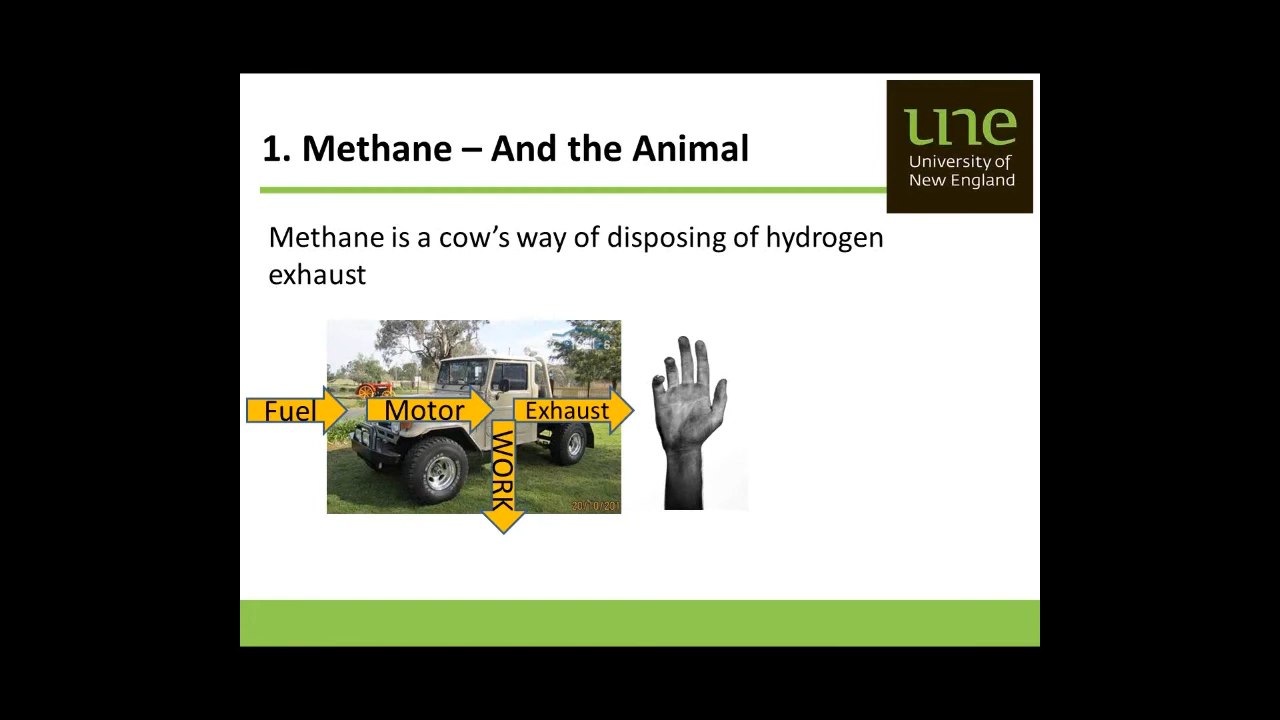 1. Methane – And the Animal
une
University of
New England
Methane is a cow’s way of disposing of hydrogen
exhaust
Fuel
Motor
Exhaust
WORK